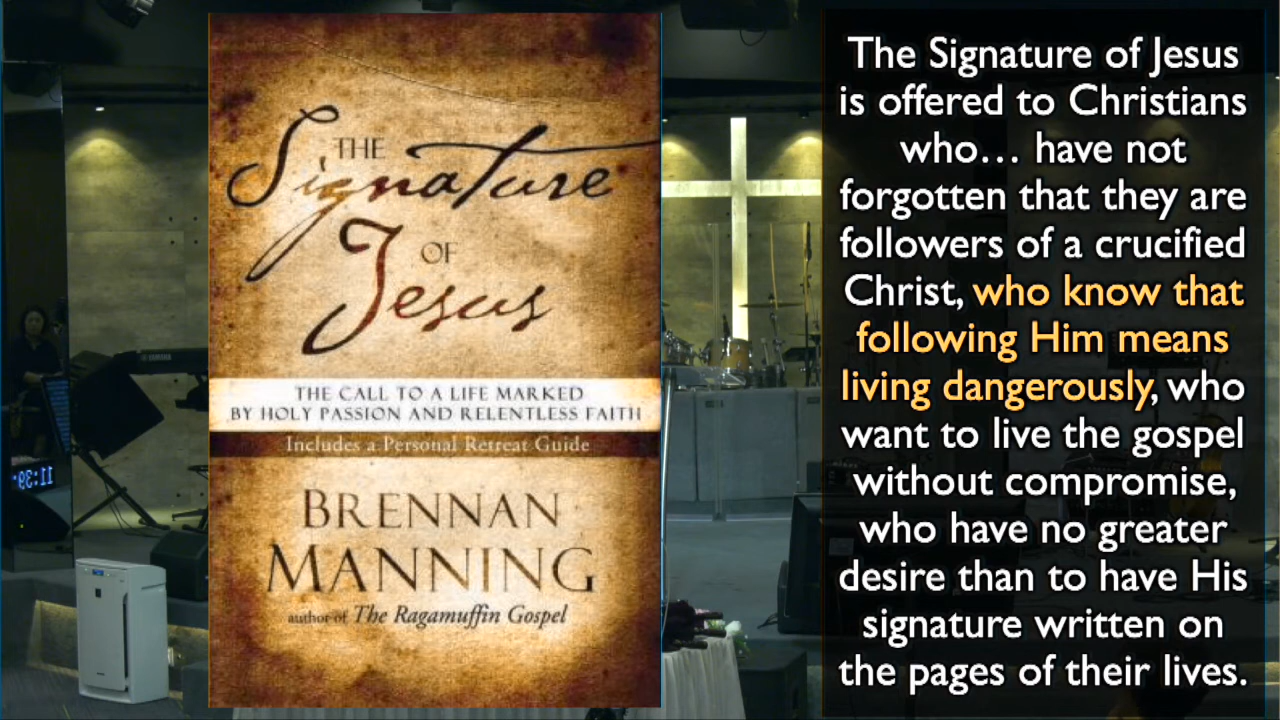 THE
Signature
OF
Jesus
THE CALL TO A LIFE MARKED
BY HOLY PASSION AND RELENTLESS FAITH
Includes a Personal Retreat Guide
BRENNAN
MANNING
author of The Ragamuffin Gospel
The Signature of Jesus
is offered to Christians
who... have not
forgotten that they are
followers of a crucified
Christ, who know that
following Him means
living dangerously, who
want to live the gospel
without compromise,
who have no greater
desire than to have His
signature written on
the pages of their lives.
YAMAHA
11:39